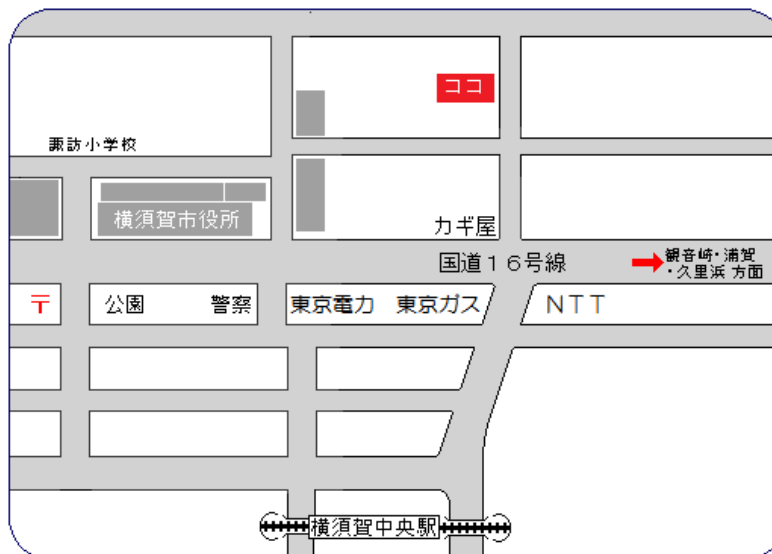 ココ
諏訪小学校
横須賀市役所
カギ屋
国道16号線
観音崎・浦賀
・久里浜 方面
〒
公園
警察
東京電力
東京ガス
NTT
横須賀中央駅